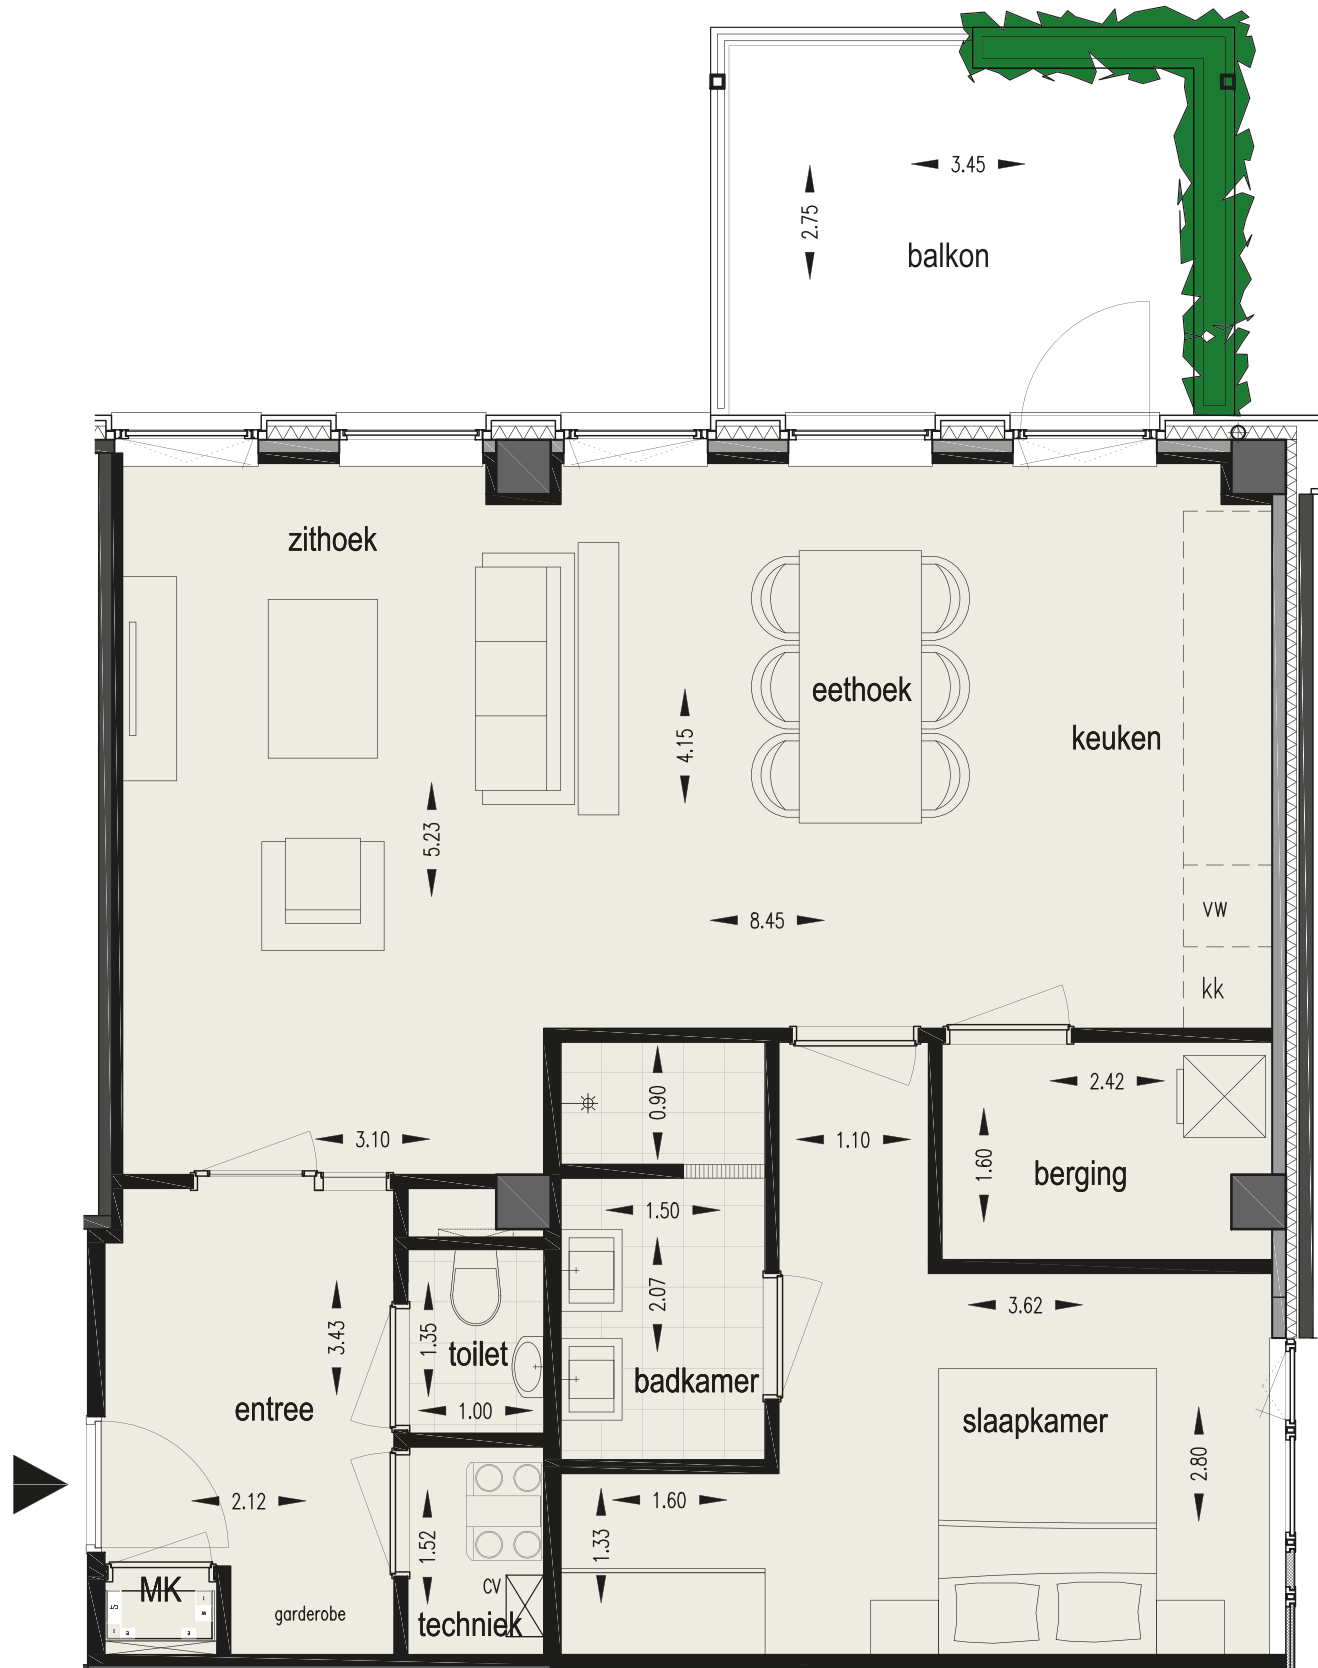 3.45
2.75
balkon
zithoek
eethoek
keuken
4.15
5.23
8.45
vw
kk
0.90
2.42
3.10
1.10
1.60
berging
1.50
2.07
3.62
3.43
1.35
toilet
badkamer
1.00
entree
slaapkamer
2.80
2.12
1.60
1.52
1.33
MK
cv
garderobe
techniek